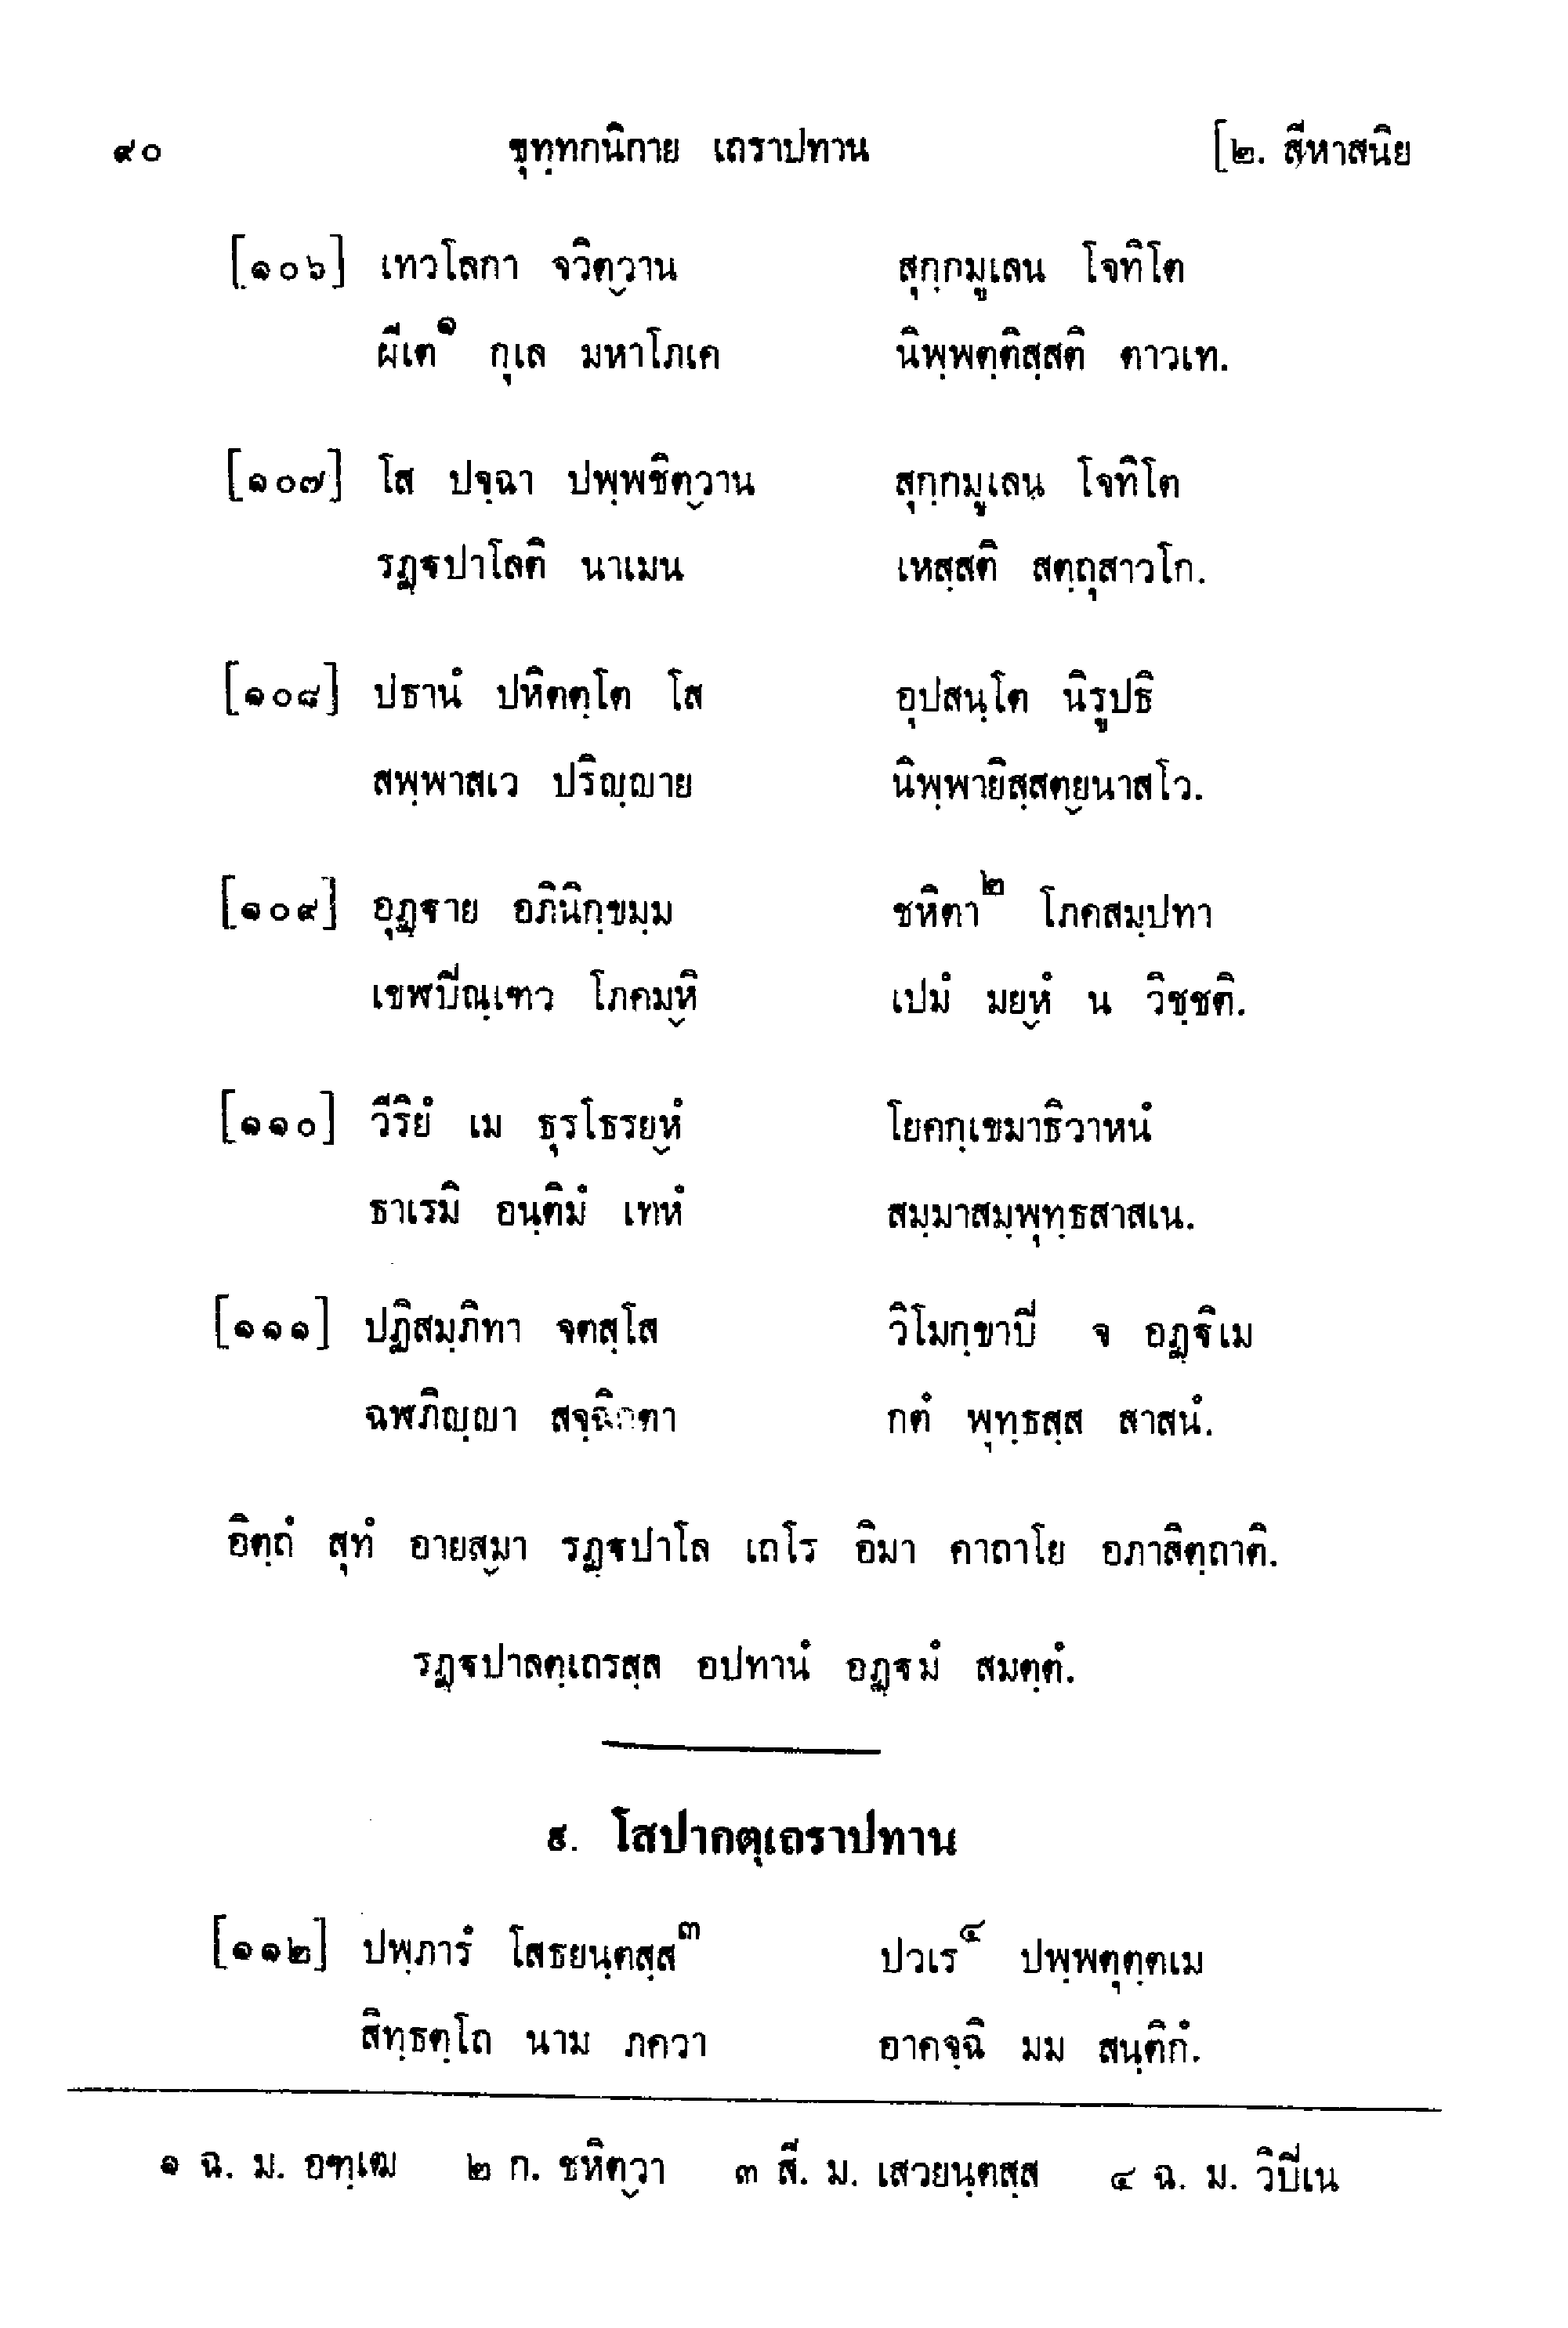 ๙๐ ขุทฺทกนิกาย เถราปทาน [๒. สีหาสนิย
[๑๐๖] เทวโลกา จวิตฺวาน สุกฺกมูเลน โจทิโต
ผีเต๑ กุเล มหาโภเค นิพฺพตฺติสฺสติ ตาวเท.
[๑๐๗] โส ปจฺฉา ปพฺพชิตฺวาน สุกฺกมูเลน โจทิโต
รฏฺฐปาโลติ นาเมน เหสฺสติ สตฺถุสาวโก.
[๑๐๘] ปธานํ ปหิตตฺโต โส อุปสนฺโต นิรูปธิ
สพฺพาสเว ปริญฺญาย นิพฺพายิสฺสตฺยนาสโว.
[๑๐๙] อุฏฺฐาย อภินิกฺขมฺม ชหิตา๒ โภคสมฺปทา
เขฬปิณฺเฑว โภคมฺหิ เปมํ มยฺหํ น วิชฺชติ.
[๑๑๐] วีริยํ เม ธุรโธรยฺหํ โยคกฺเขมาธิวาหนํ
ธาเรมิ อนฺติมํ เทหํ สมฺมาสมฺพุทฺธสาสเน.
[๑๑๑] ปฏิสมฺภิทา จตสฺโส วิโมกฺขาปิ จ อฏฺฐิเม
ฉฬภิญฺญา สจฺฉิกตา กตํ พุทฺธสฺส สาสนํ.
อิตฺถํ สุทํ อายสฺมา รฏฺฐปาโล เถโร อิมา คาถาโย อภาสิตฺถาติ.
รฏฺฐปาลตฺเถรสฺส อปทานํ อฏฺฐมํ สมตฺตํ.
๙. โสปากตฺเถราปทาน
[๑๑๒] ปพฺภารํ โสธยนฺตสฺส๓ ปวเร๔ ปพฺพตุตฺตเม
สิทฺธตฺโถ นาม ภควา อาคจฺฉิ มม สนฺติกํ.
๑ ฉ. ม. อฑฺเฒ ๒ ก. ชหิตฺวา ๓ สี. ม. เสวยนฺตสฺส ๔ ฉ. ม. วิปิเน